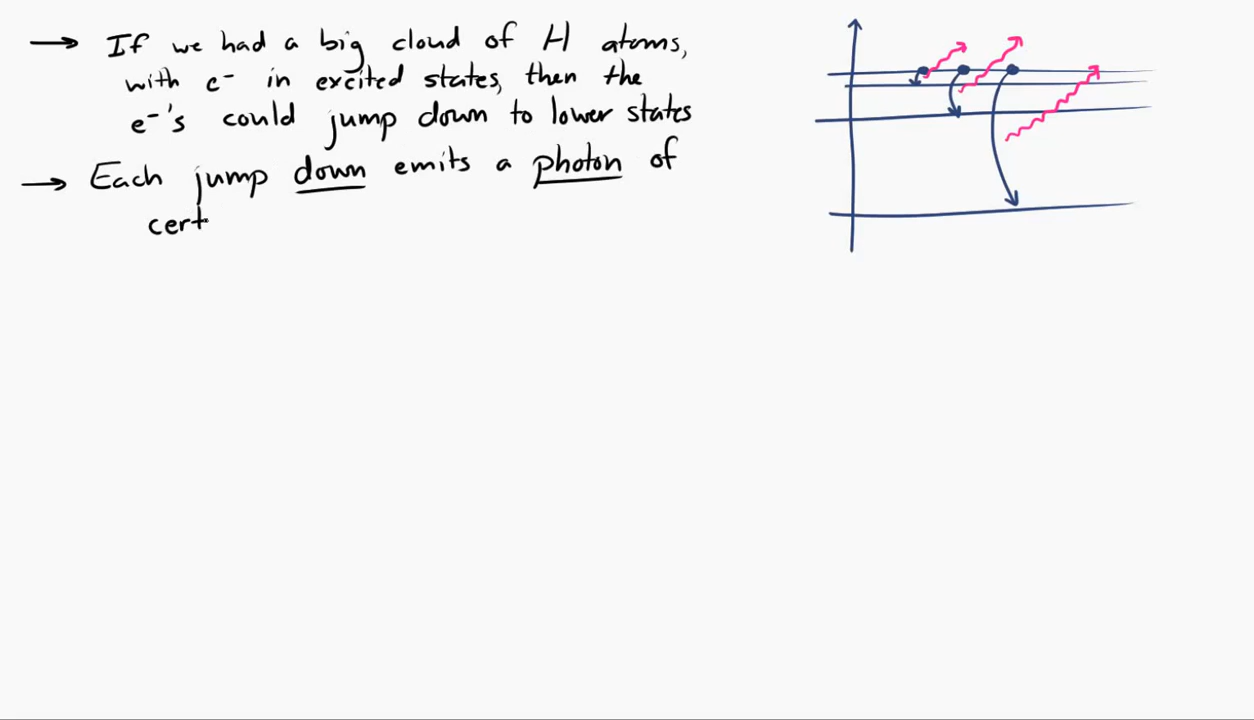 → If we had a big cloud of H atoms,
with e⁻ in excited states, then the
e⁻'s could jump down to lower states
→ Each jump down emits a photon of
cert